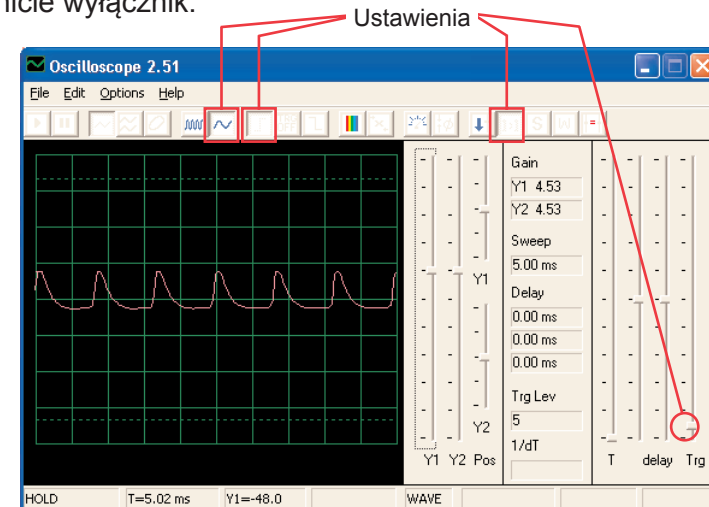 nicie wyłącznik.
Ustawienia
Oscilloscope 2.51
File Edit Options Help
Gain
Y1 4.53
Y2 4.53
Sweep
5.00 ms
Delay
0.00 ms
0.00 ms
0.00 ms
Trg Lev
5
1/dT
Y1
Y2
Y1 Y2 Pos
T delay Trg
HOLD T=5.02 ms Y1=-48.0 WAVE